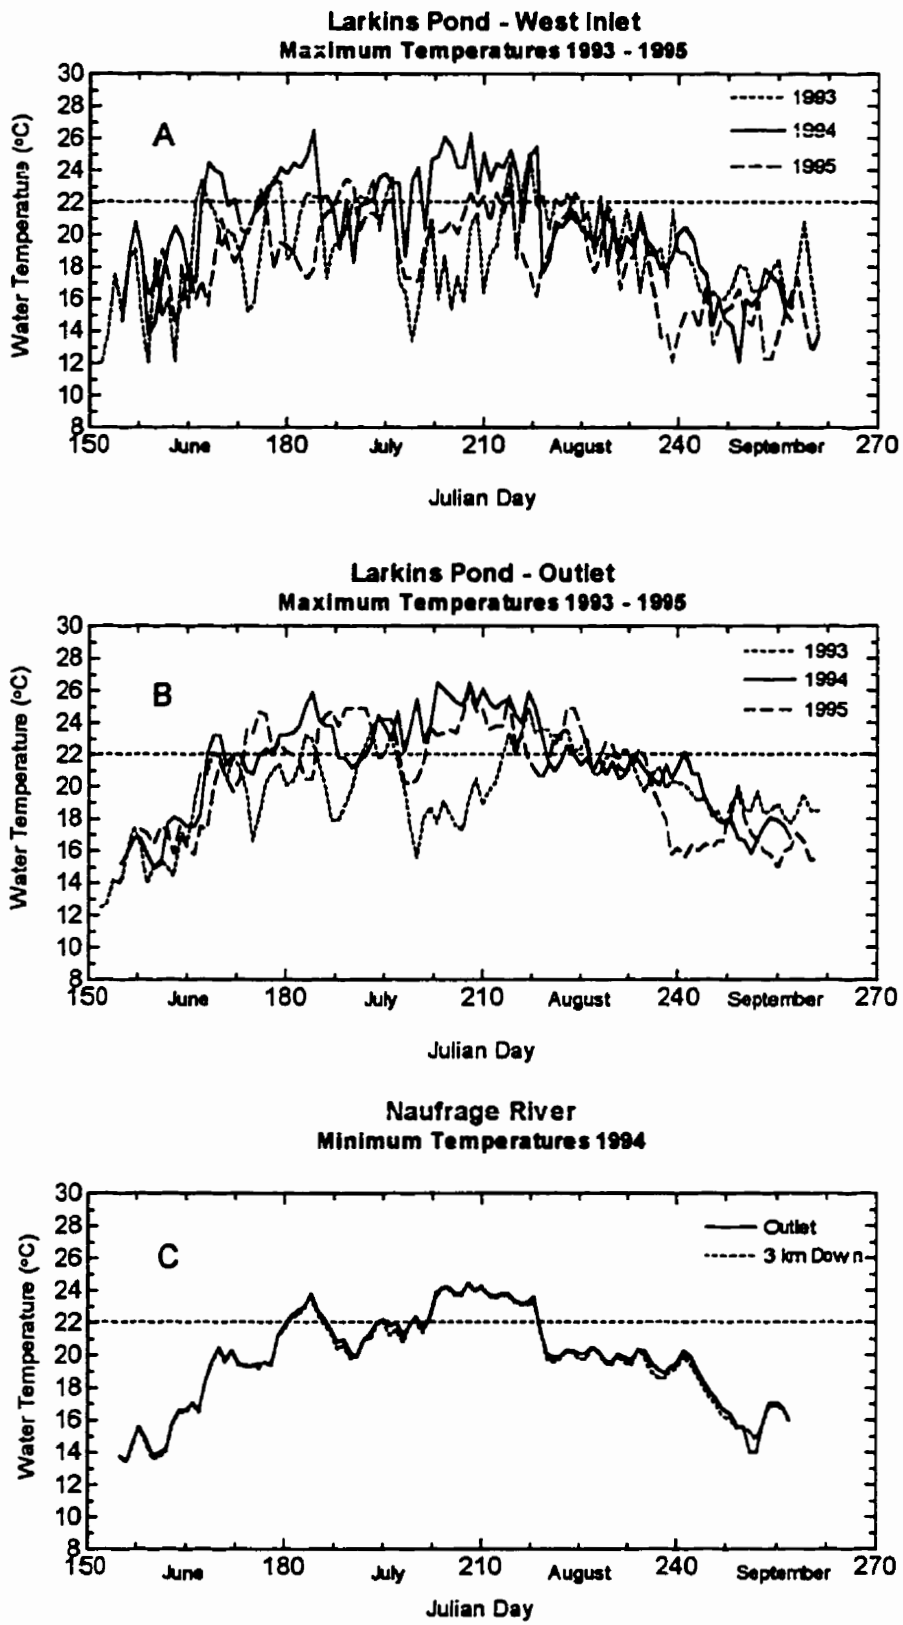 Larkins Pond - West Inlet
Maximum Temperatures 1993 - 1995
30
28
26
24
22
20
18
16
14
12
10
8
Water Temperature (ºC)
A
1993
1994
1995
150 June 180 July 210 August 240 September 270
Julian Day
Larkins Pond - Outlet
Maximum Temperatures 1993 - 1995
30
28
26
24
22
20
18
16
14
12
10
8
Water Temperature (ºC)
B
1993
1994
1995
150 June 180 July 210 August 240 September 270
Julian Day
Naufrage River
Minimum Temperatures 1994
30
28
26
24
22
20
18
16
14
12
10
8
Water Temperature (ºC)
C
Outlet
3 km Down
150 June 180 July 210 August 240 September 270
Julian Day